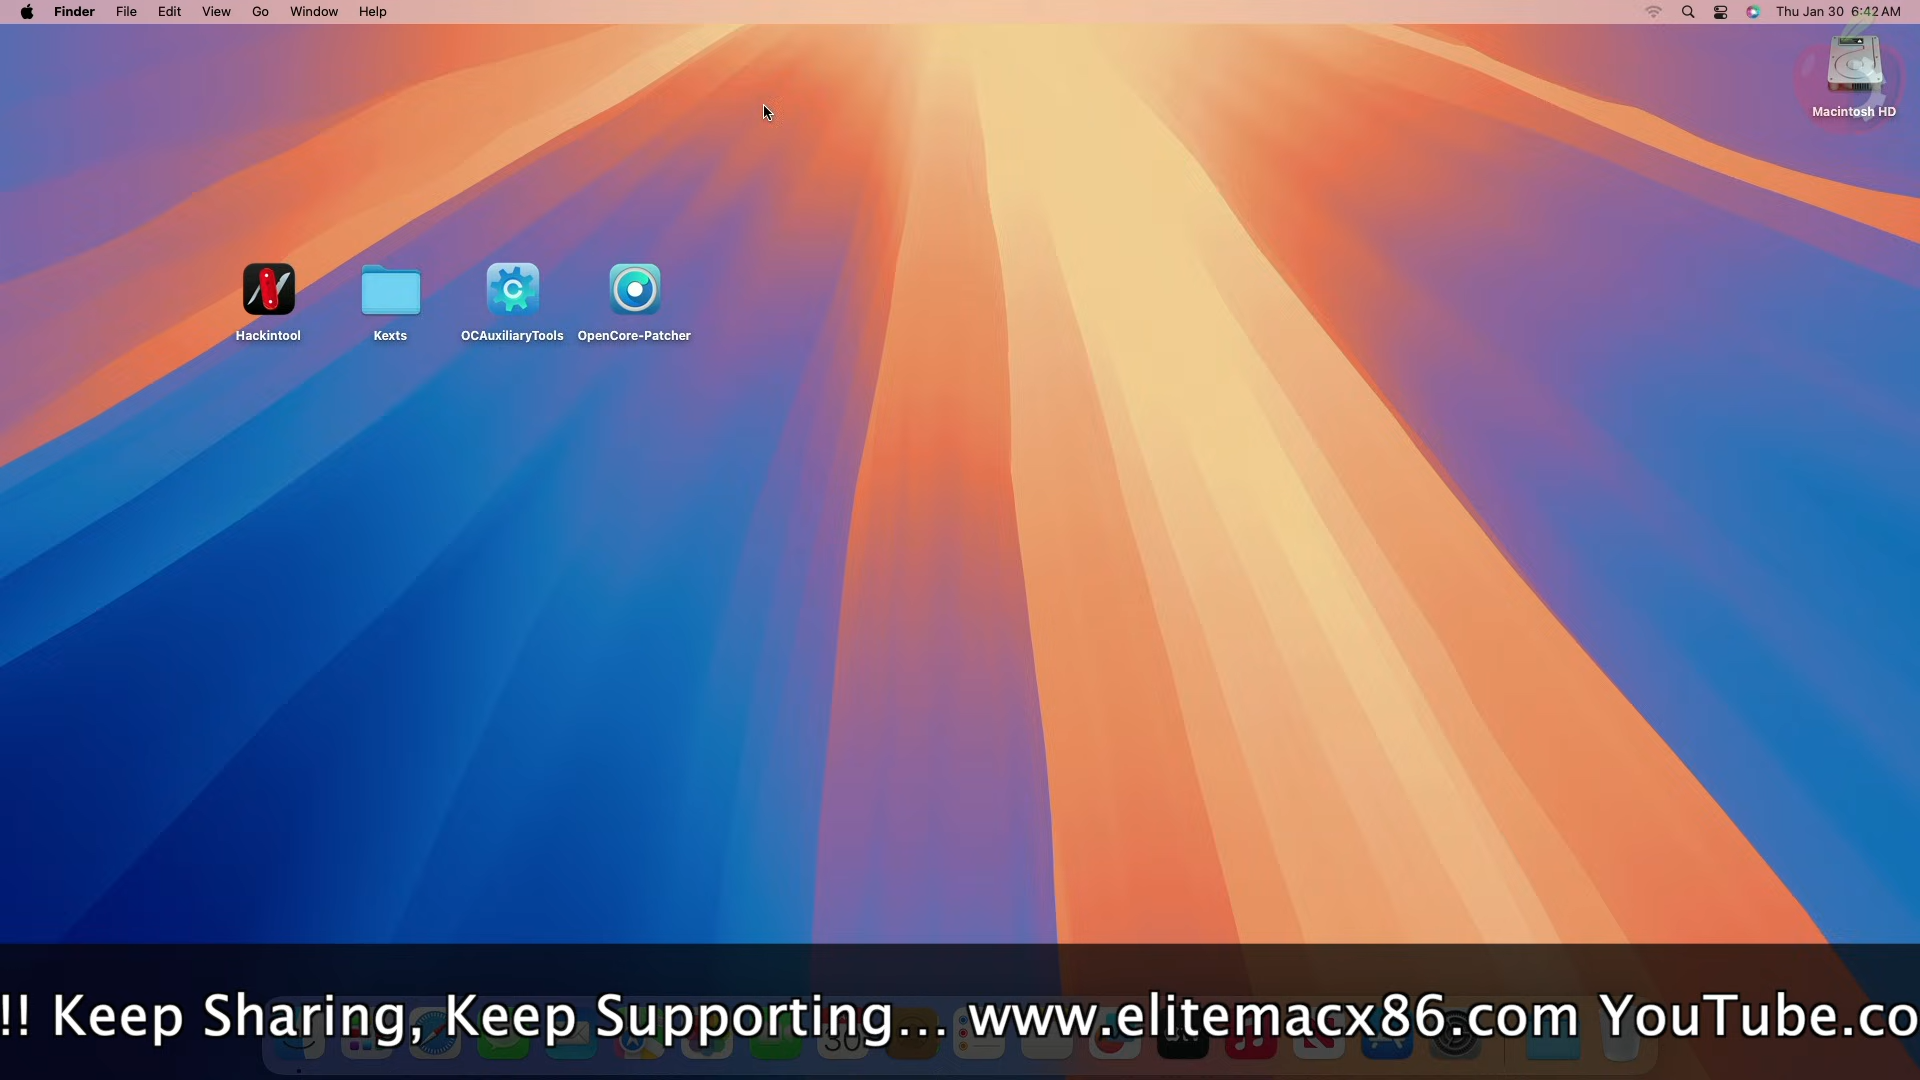 Finder File Edit View Go Window Help Thu Jan 30 6:42 AM
Macintosh HD
Hackintool Kexts OCAuxiliaryTools OpenCore-Patcher
!! Keep Sharing, Keep Supporting... www.elitemacx86.com YouTube.co
30